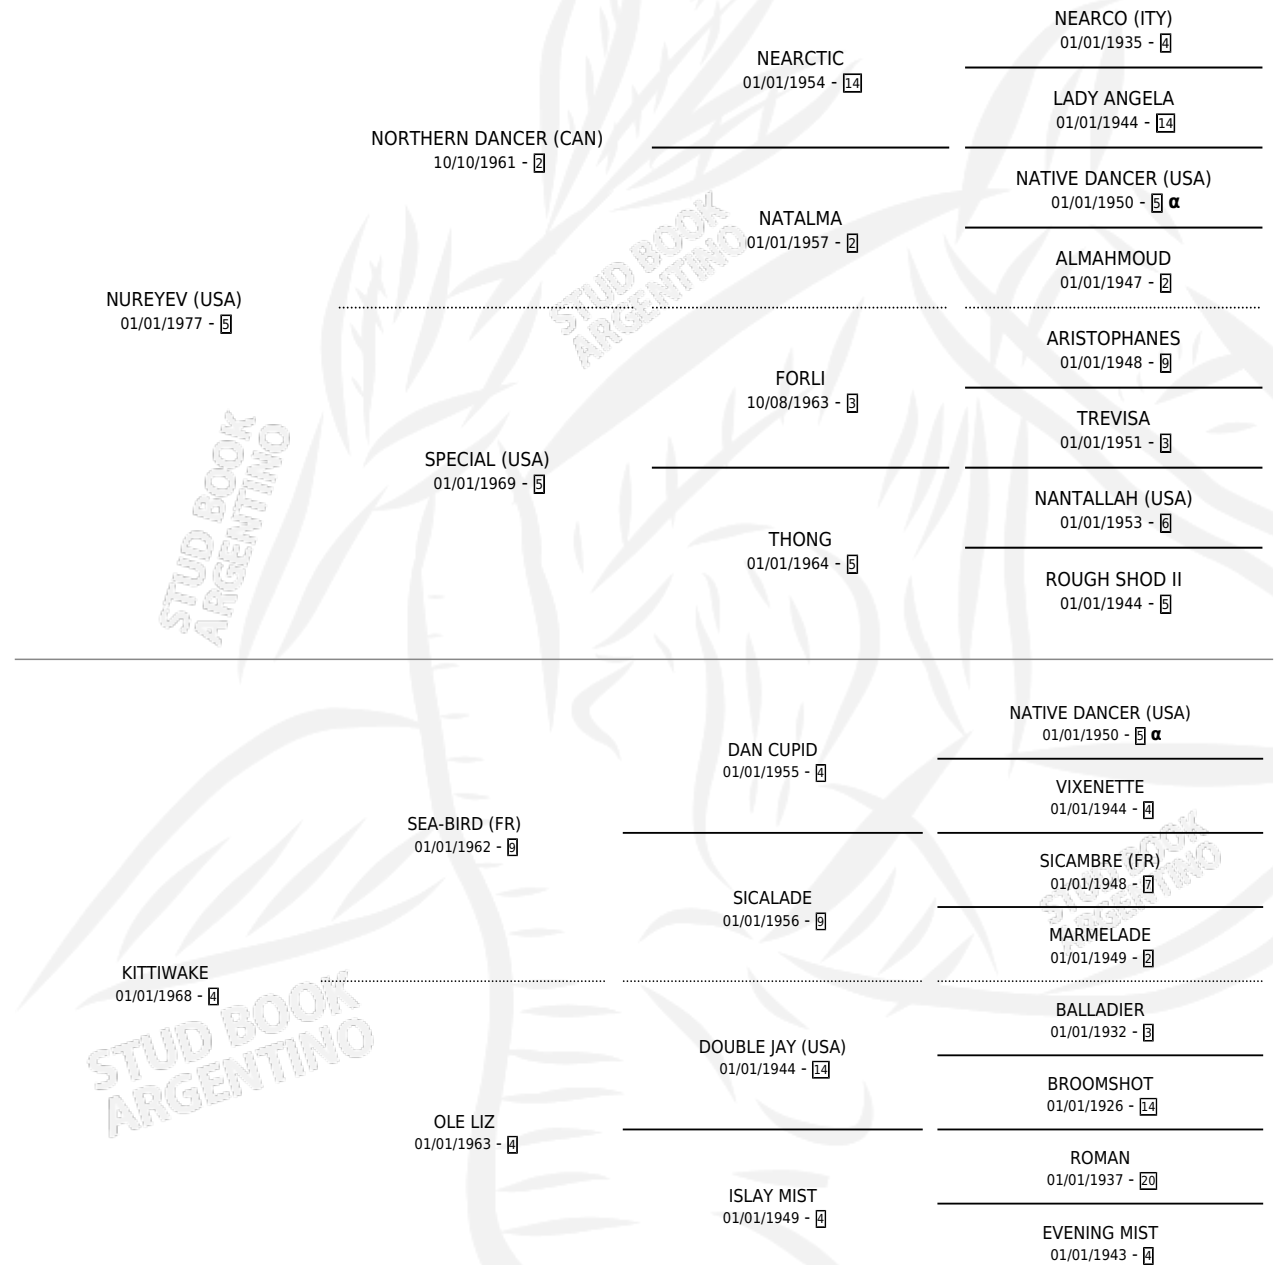 NEARCO (ITY)
01/01/1935 - 4
NEARCTIC
01/01/1954 - 14
LADY ANGELA
01/01/1944 - 14
NORTHERN DANCER (CAN)
10/10/1961 - 2
NATIVE DANCER (USA)
01/01/1950 - 5 α
NATALMA
01/01/1957 - 2
ALMAHMOUD
01/01/1947 - 2
NUREYEV (USA)
01/01/1977 - 5
ARISTOPHANES
01/01/1948 - 9
FORLI
10/08/1963 - 3
TREVISA
01/01/1951 - 3
SPECIAL (USA)
01/01/1969 - 5
NANTALLAH (USA)
01/01/1953 - 6
THONG
01/01/1964 - 5
ROUGH SHOD II
01/01/1944 - 5
NATIVE DANCER (USA)
01/01/1950 - 5 α
DAN CUPID
01/01/1955 - 4
VIXENETTE
01/01/1944 - 4
SEA-BIRD (FR)
01/01/1962 - 9
SICAMBRE (FR)
01/01/1948 - 7
SICALADE
01/01/1956 - 9
MARMELADE
01/01/1949 - 2
KITTIWAKE
01/01/1968 - 4
BALLADIER
01/01/1932 - 3
DOUBLE JAY (USA)
01/01/1944 - 14
BROOMSHOT
01/01/1926 - 14
OLE LIZ
01/01/1963 - 4
ROMAN
01/01/1937 - 20
ISLAY MIST
01/01/1949 - 4
EVENING MIST
01/01/1943 - 4
STUD BOOK
ARGENTINO
STUD BOOK
ARGENTINO
STUD BOOK
ARGENTINO
STUD BOOK
ARGENTINO